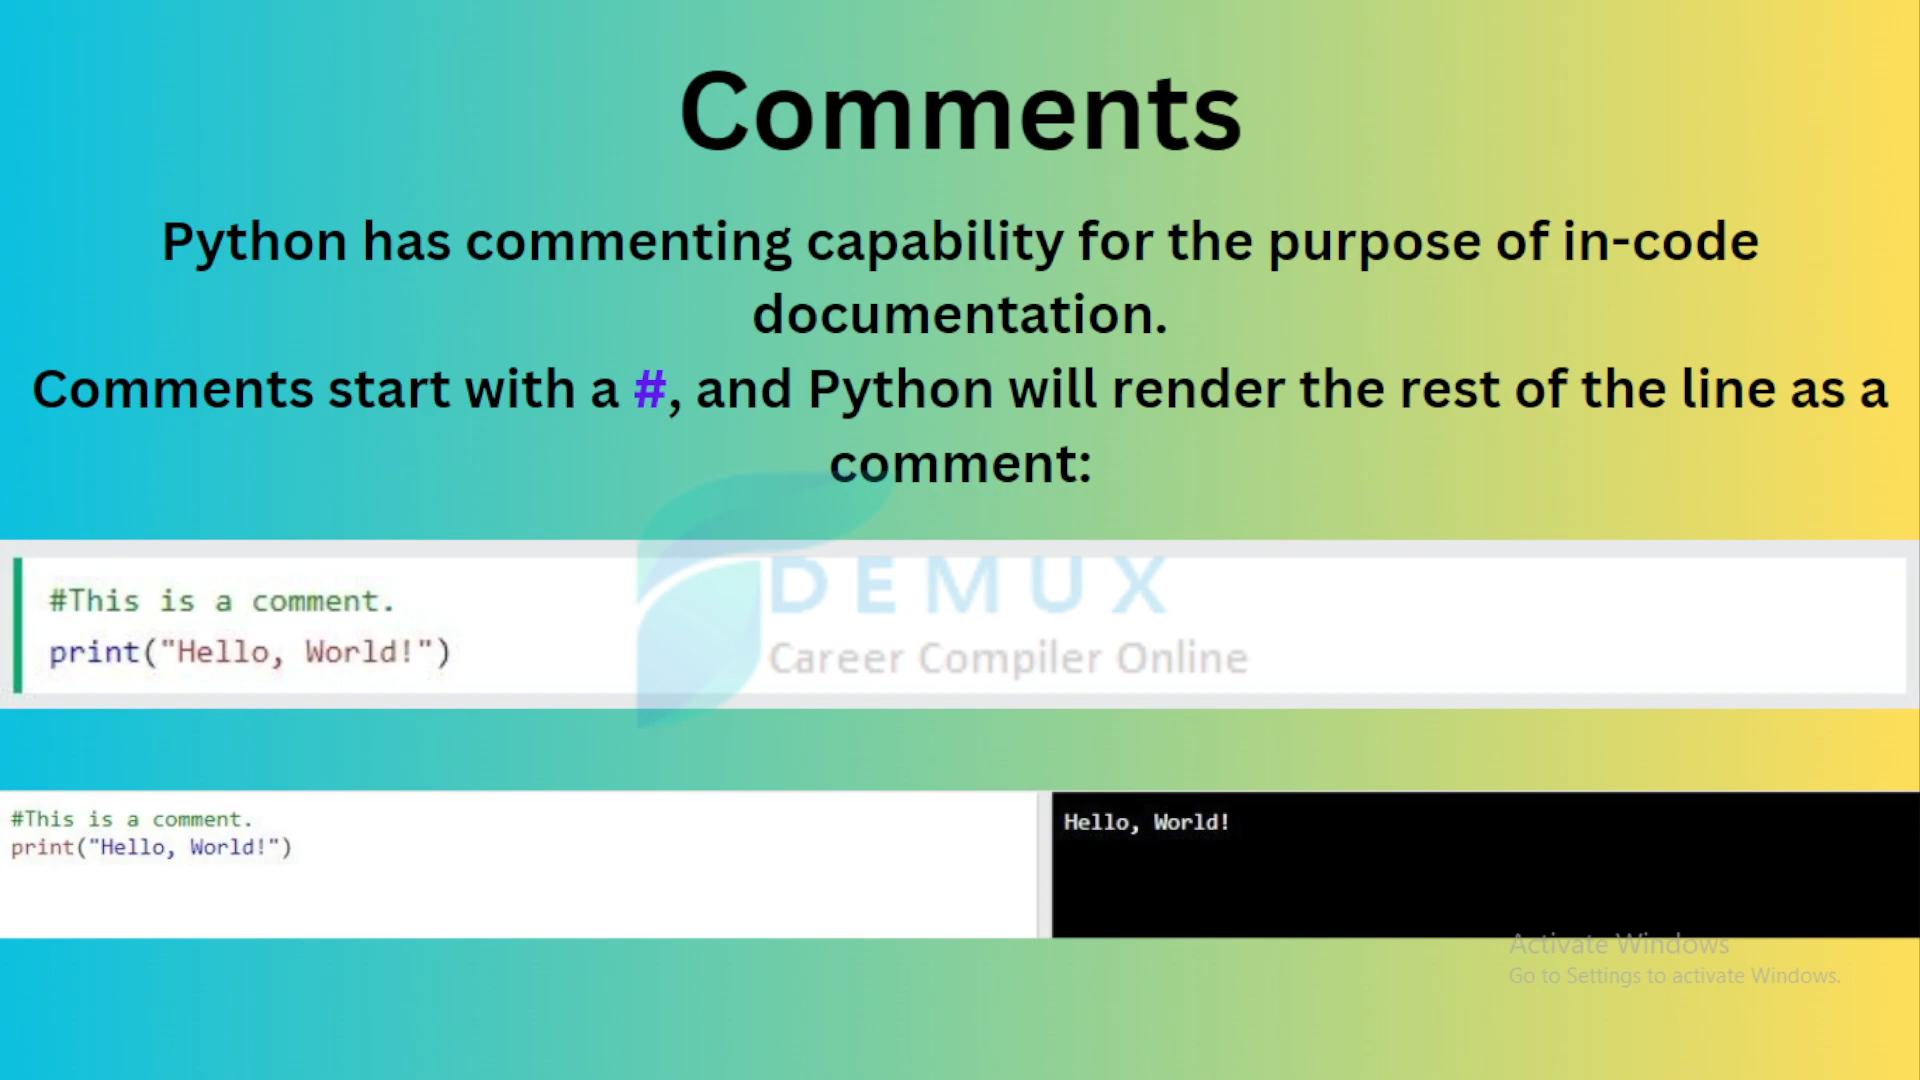 Comments
Python has commenting capability for the purpose of in-code
documentation.
Comments start with a #, and Python will render the rest of the line as a
comment:
#This is a comment.
print("Hello, World!")
DEMUX
Career Compiler Online
#This is a comment.
print("Hello, World!")
Hello, World!
Activate Windows
Go to Settings to activate Windows.